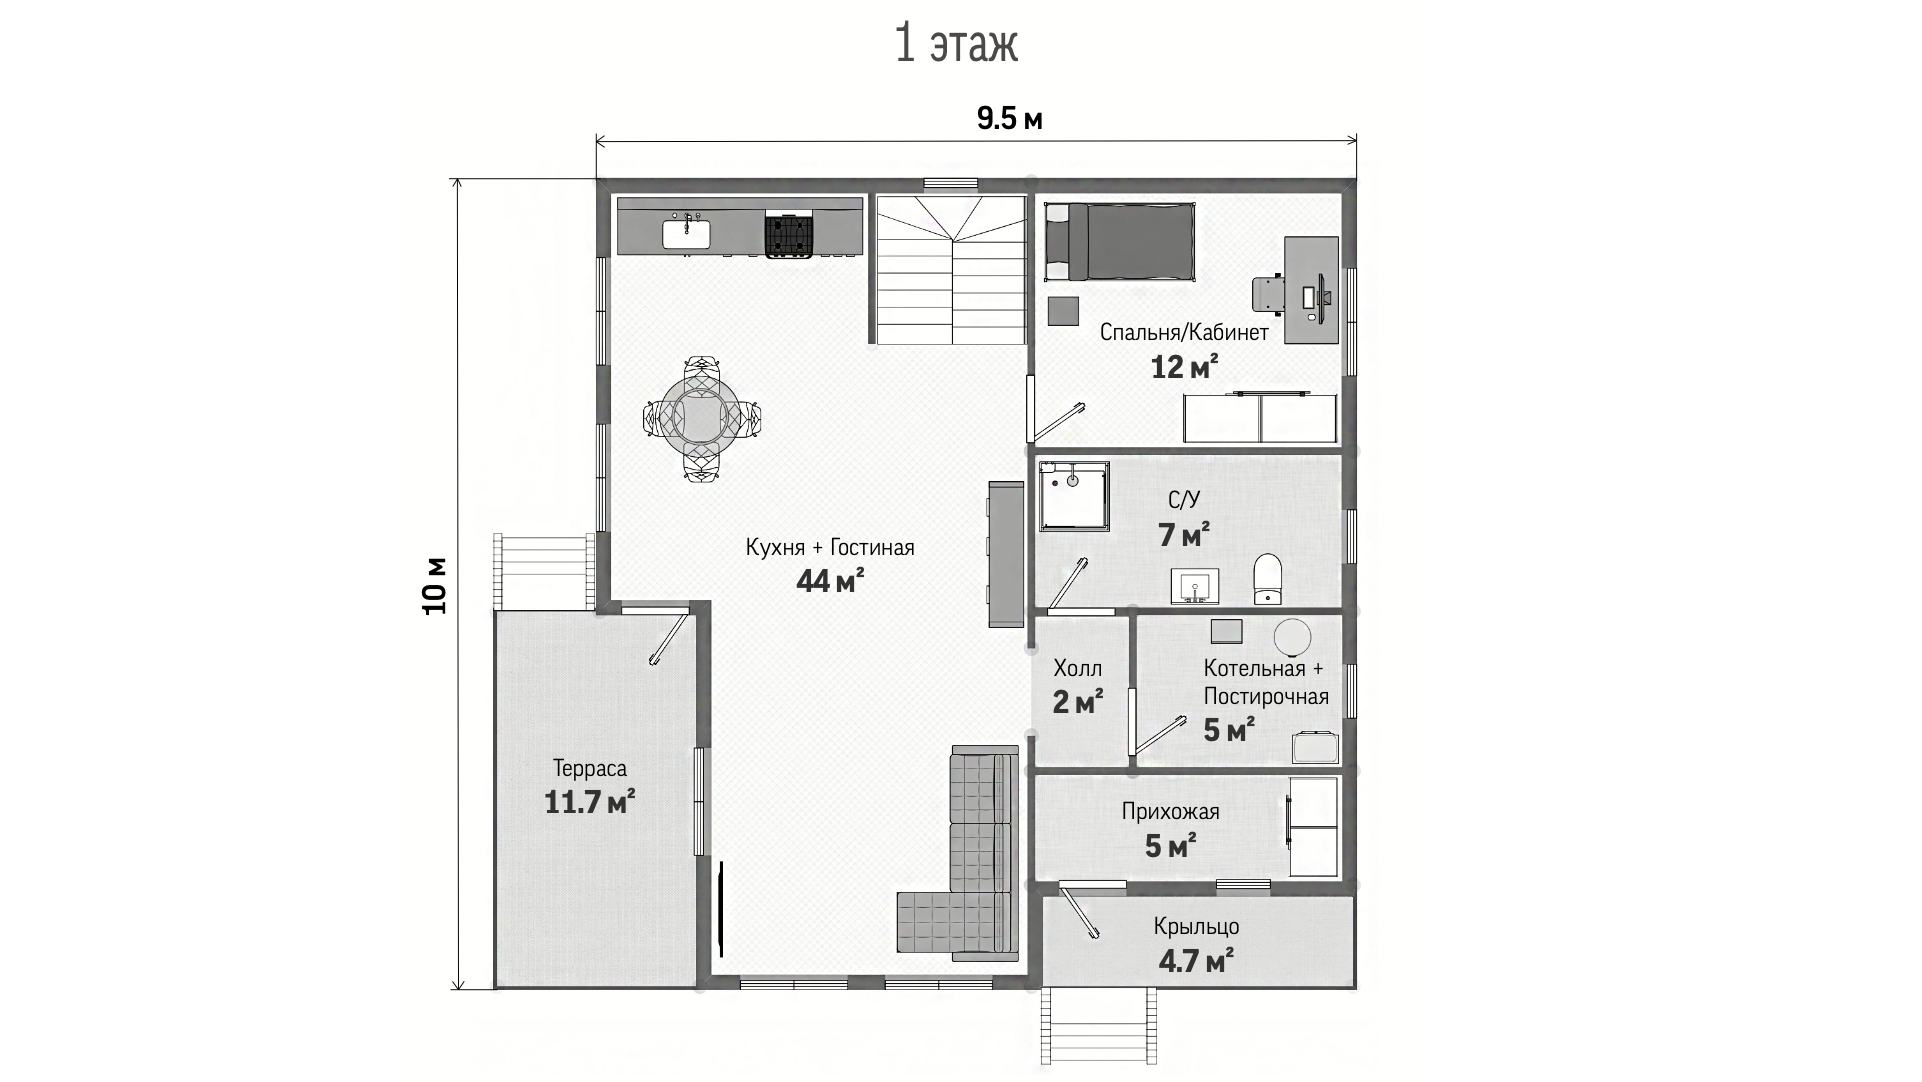 1 этаж
9.5 м
10 м
Спальня/Кабинет
12 м²
С/У
7 м²
Кухня + Гостиная
44 м²
Холл
2 м²
Котельная +
Постирочная
5 м²
Терраса
11.7 м²
Прихожая
5 м²
Крыльцо
4.7 м²